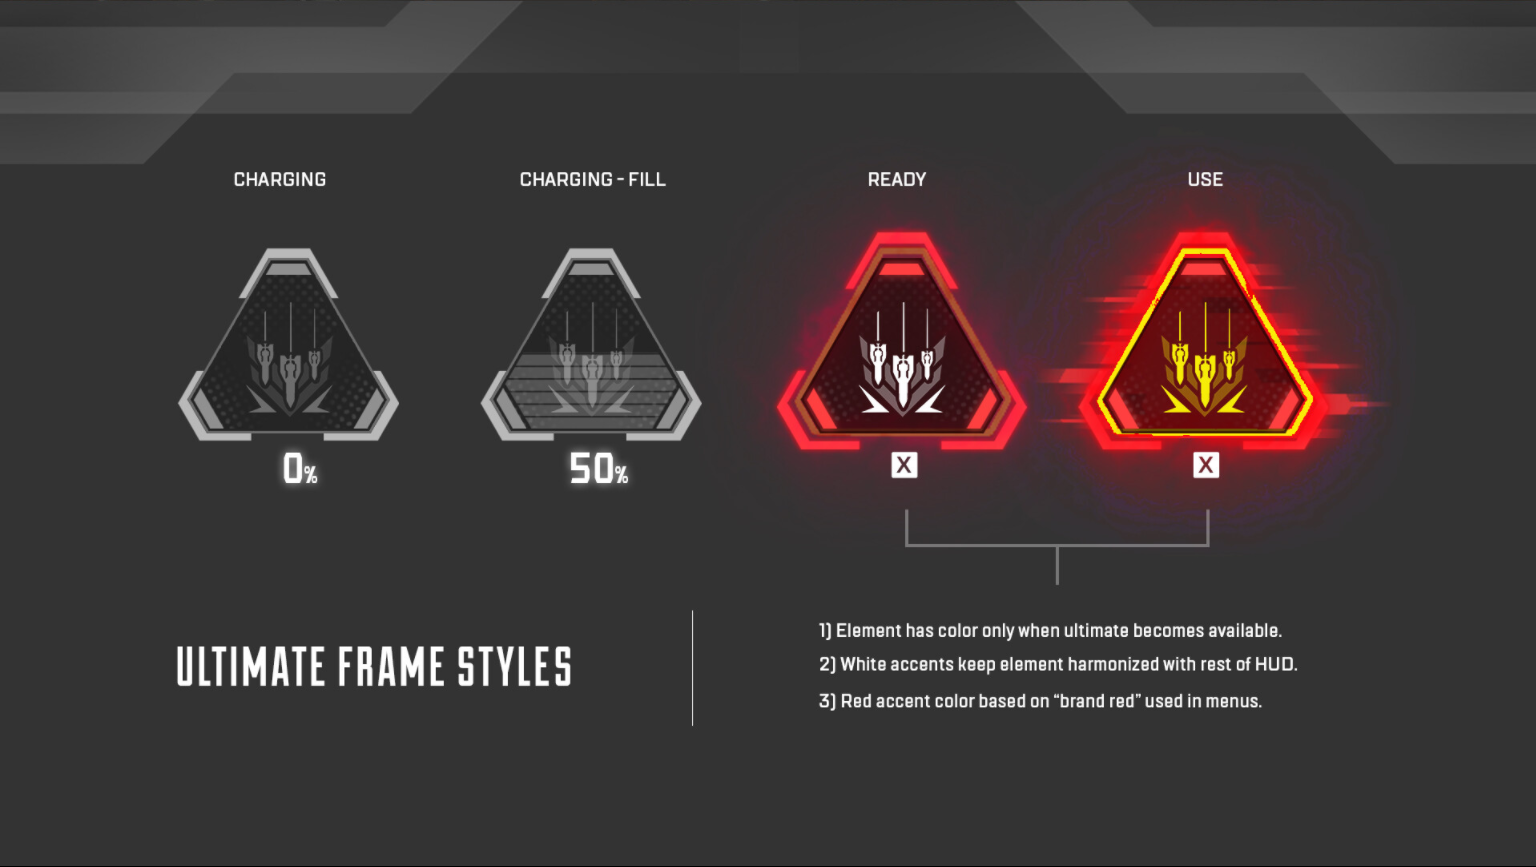 CHARGING
CHARGING - FILL
READY
USE
0%
50%
X
X
ULTIMATE FRAME STYLES
1) Element has color only when ultimate becomes available.
2) White accents keep element harmonized with rest of HUD.
3) Red accent color based on “brand red” used in menus.